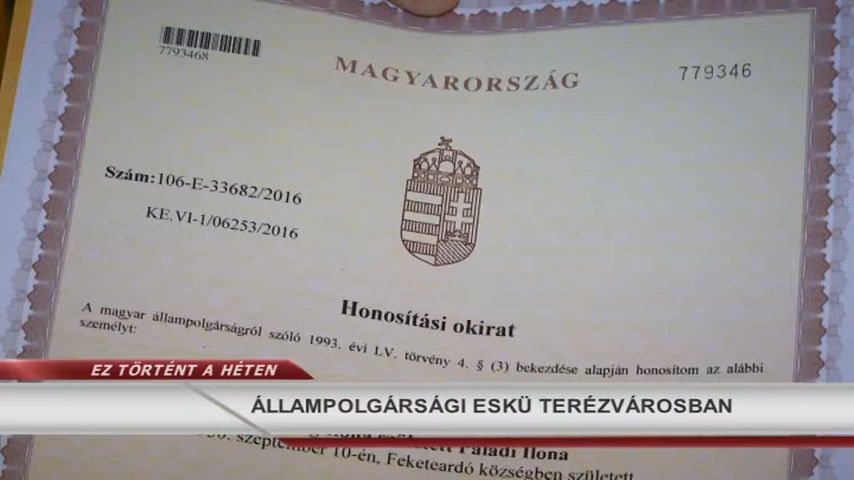 7793468
MAGYARORSZÁG
779346
Szám:106-E-33682/2016
KE.VI-1/06253/2016
Honosítási okirat
A magyar állampolgárságról szóló 1993. évi LV. törvény 4. § (3) bekezdése alapján honosítom az alábbi
személyt:
EZ TÖRTÉNT A HÉTEN
ÁLLAMPOLGÁRSÁGI ESKÜ TERÉZVÁROSBAN
Paládi Ilona
szeptember 10-én, Feketeardó községben született